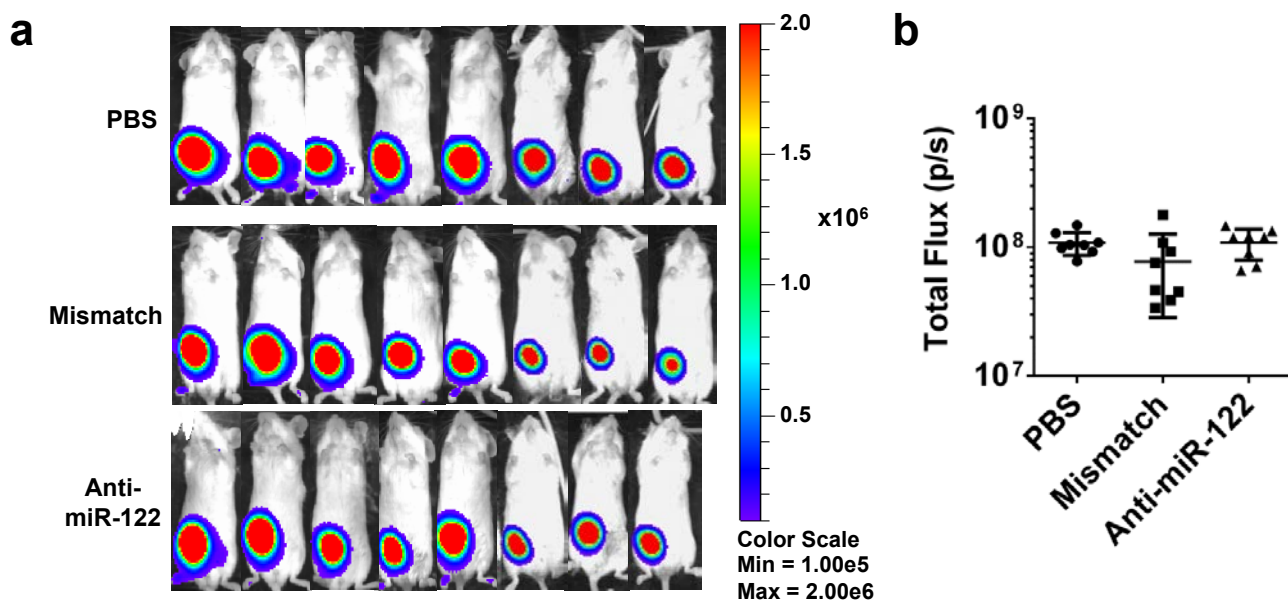 a
PBS
Mismatch
Anti-
miR-122
2.0
1.5
x10⁶
1.0
0.5
Color Scale
Min = 1.00e5
Max = 2.00e6
b
Total Flux (p/s)
10⁹
10⁸
10⁷
PBS
Mismatch
Anti-miR-122